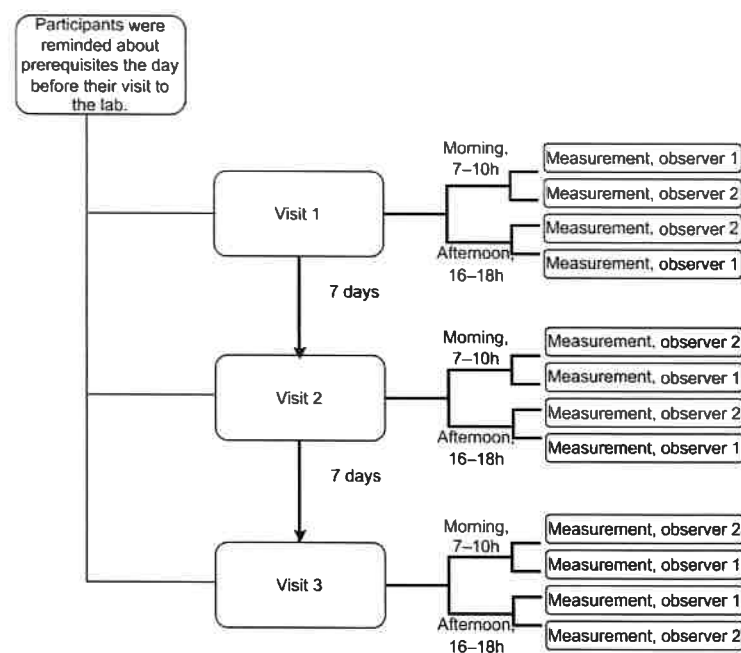 Participants were
reminded about
prerequisites the day
before their visit to
the lab.
Morning,
7–10h
Measurement, observer 1
Measurement, observer 2
Visit 1
Measurement, observer 2
Afternoon,
16–18h
Measurement, observer 1
7 days
Morning,
7–10h
Measurement, observer 2
Measurement, observer 1
Visit 2
Measurement, observer 2
Afternoon,
16–18h
Measurement, observer 1
7 days
Morning,
7–10h
Measurement, observer 2
Measurement, observer 1
Visit 3
Measurement, observer 1
Afternoon,
16–18h
Measurement, observer 2